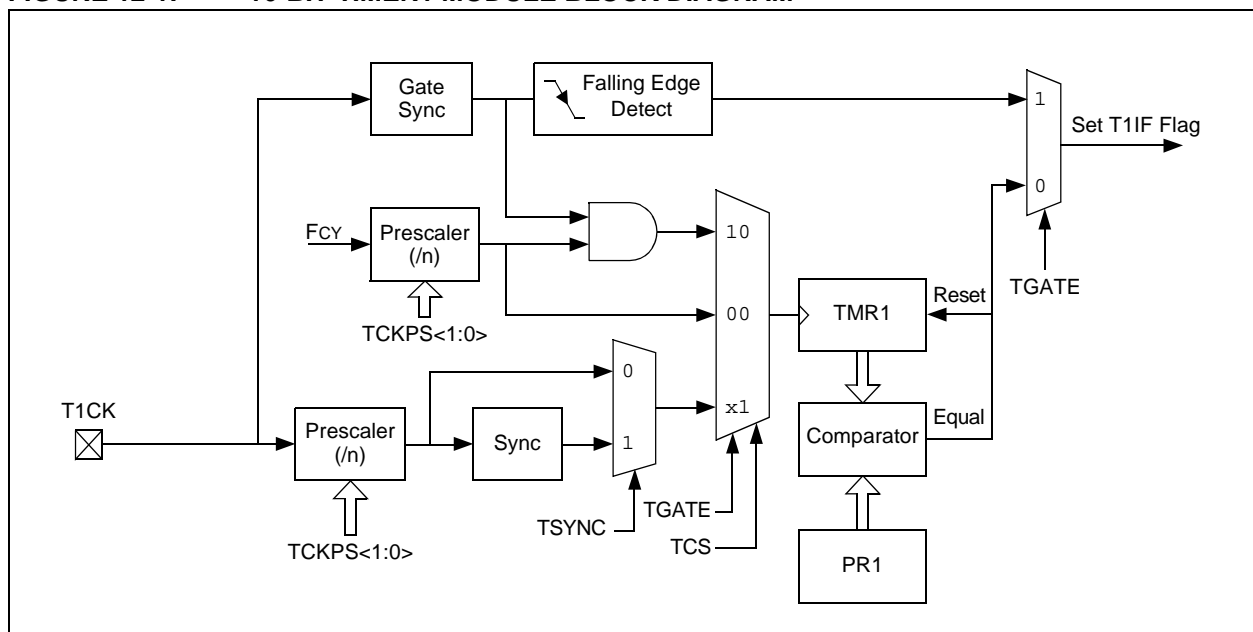 Gate
Sync
Falling Edge
Detect
1
Set T1IF Flag
0
TGATE
FCY
Prescaler
(/n)
TCKPS<1:0>
10
00
x1
TMR1
Reset
T1CK
Prescaler
(/n)
TCKPS<1:0>
Sync
0
1
TSYNC
TGATE
TCS
Comparator
Equal
PR1